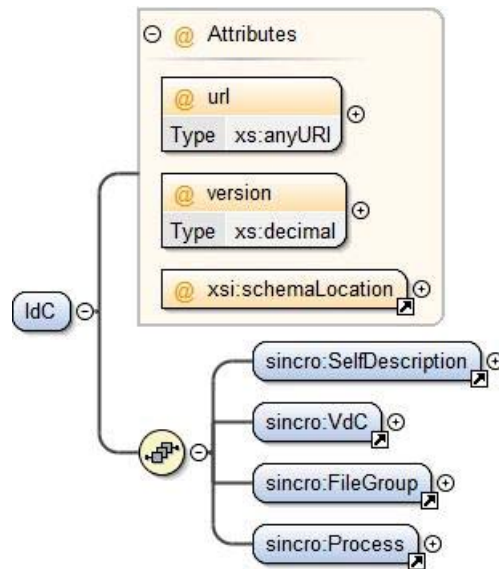 @ Attributes
@ url
Type xs:anyURI
@ version
Type xs:decimal
@ xsi:schemaLocation
IdC
sincro:SelfDescription
sincro:VdC
sincro:FileGroup
sincro:Process